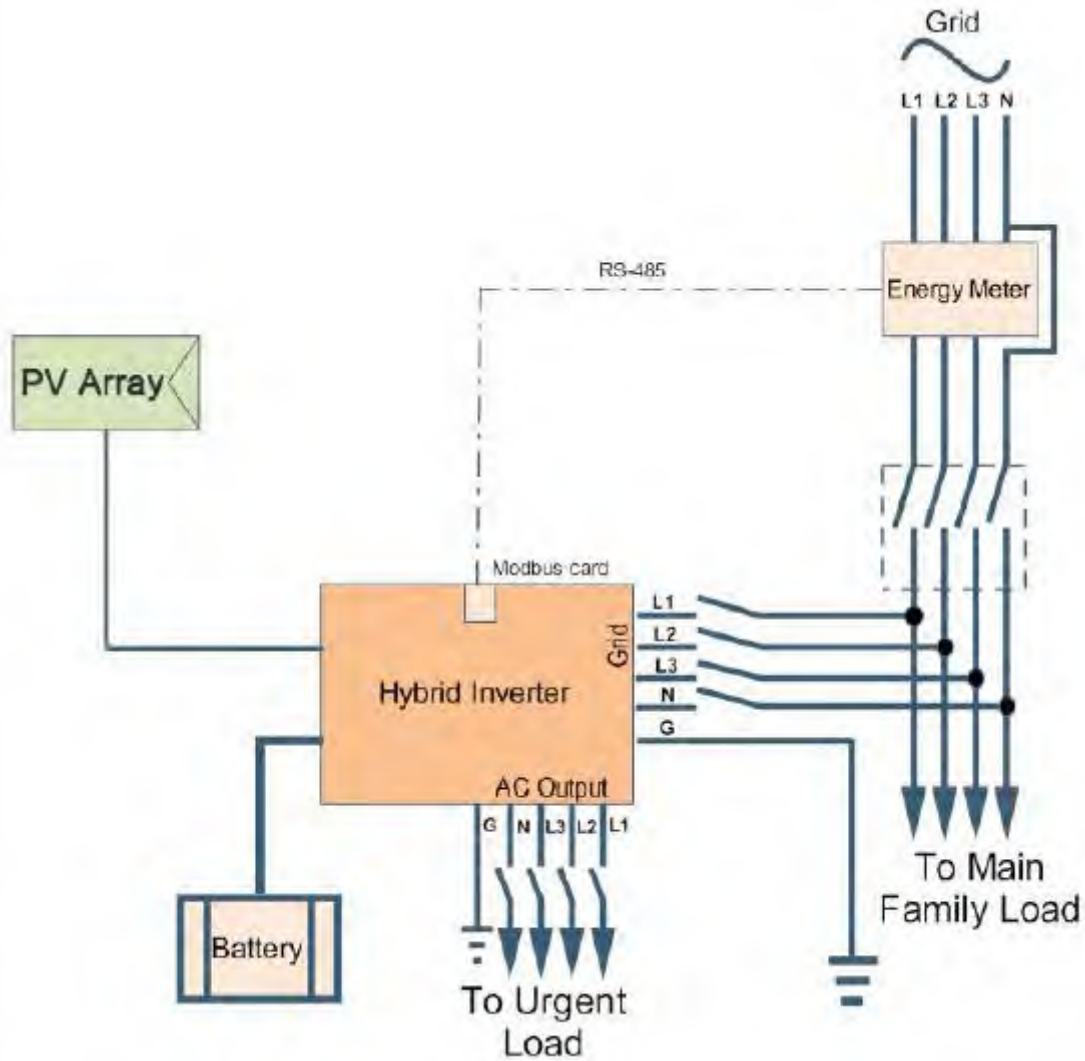 Grid
L1 L2 L3 N
RS-485
Energy Meter
PV Array
Modbus card
L1
L2
L3
N
G
Grid
Hybrid Inverter
AC Output
G N L3 L2 L1
To Main
Family Load
Battery
To Urgent
Load